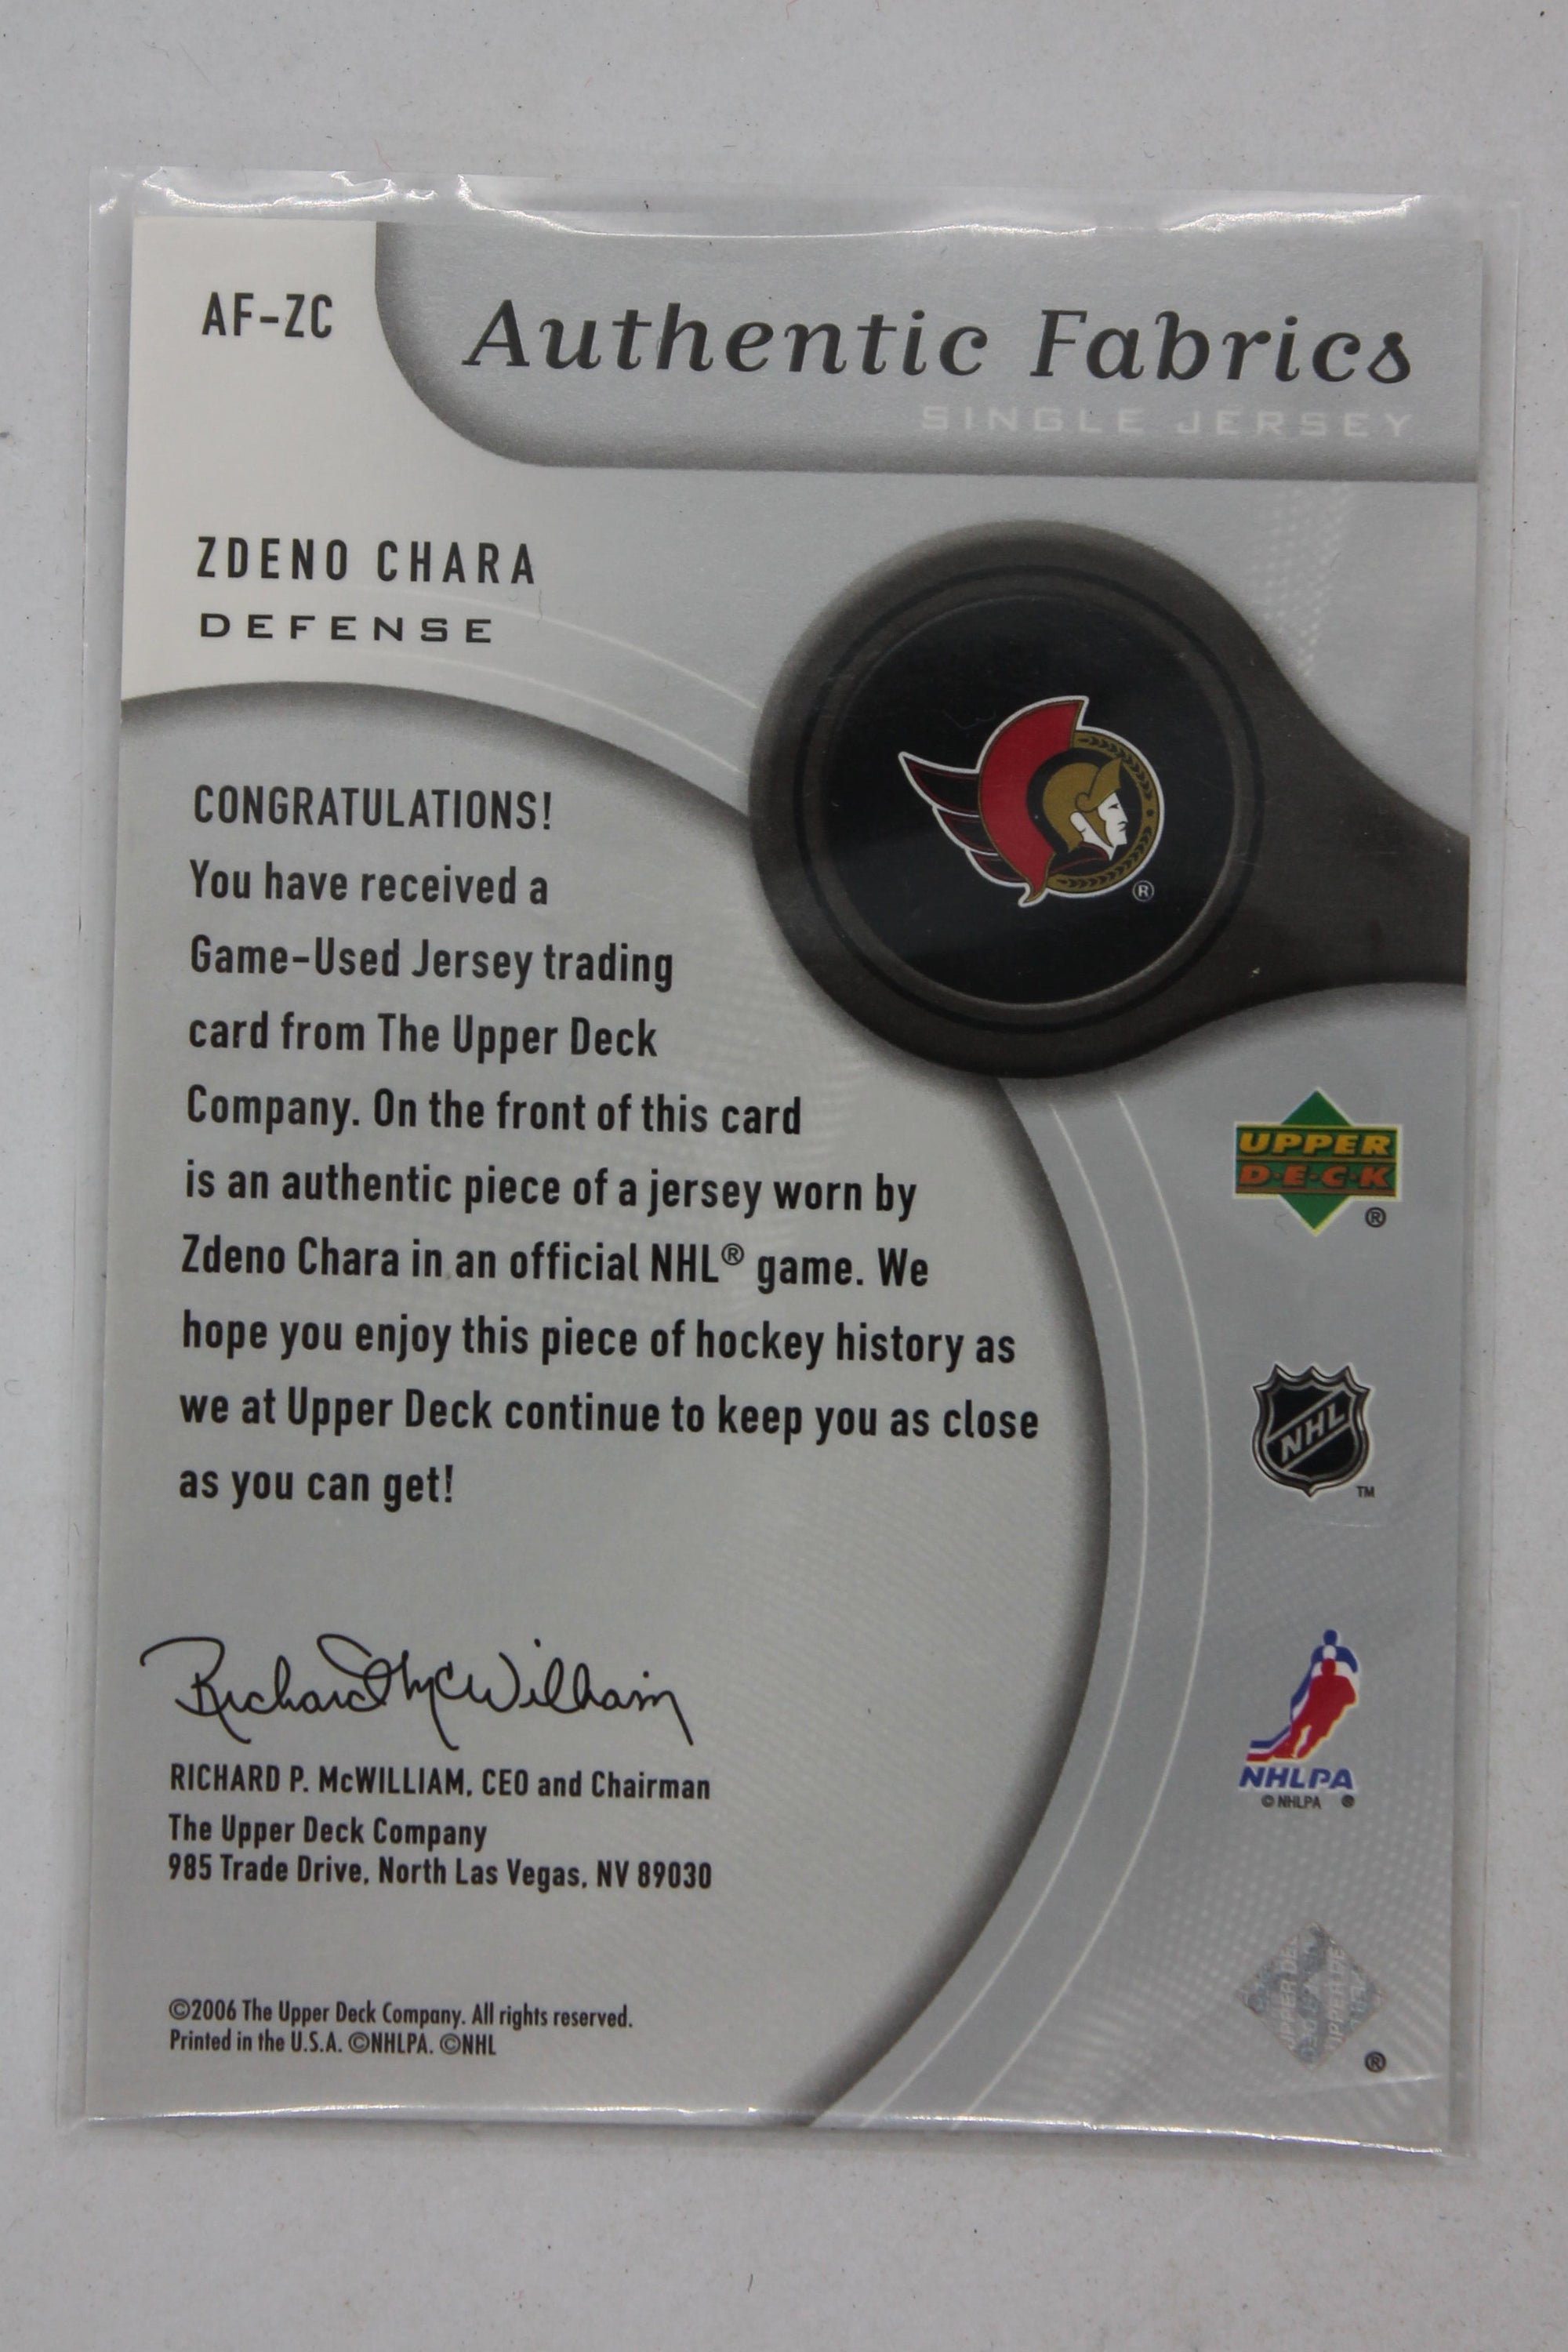 AF-ZC
Authentic Fabrics
SINGLE JERSEY
ZDENO CHARA
DEFENSE
®
CONGRATULATIONS!
You have received a
Game-Used Jersey trading
card from The Upper Deck
Company. On the front of this card
is an authentic piece of a jersey worn by
Zdeno Chara in an official NHL® game. We
hope you enjoy this piece of hockey history as
we at Upper Deck continue to keep you as close
as you can get!
UPPER
D·E·C·K
®
NHL
TM
NHLPA
© NHLPA ®
Richard McWilliam
RICHARD P. McWILLIAM, CEO and Chairman
The Upper Deck Company
985 Trade Drive, North Las Vegas, NV 89030
©2006 The Upper Deck Company. All rights reserved.
Printed in the U.S.A. ©NHLPA. ©NHL
®